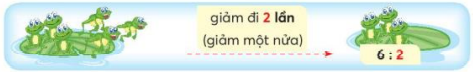 giảm đi 2 lần
(giảm một nửa)
6 : 2